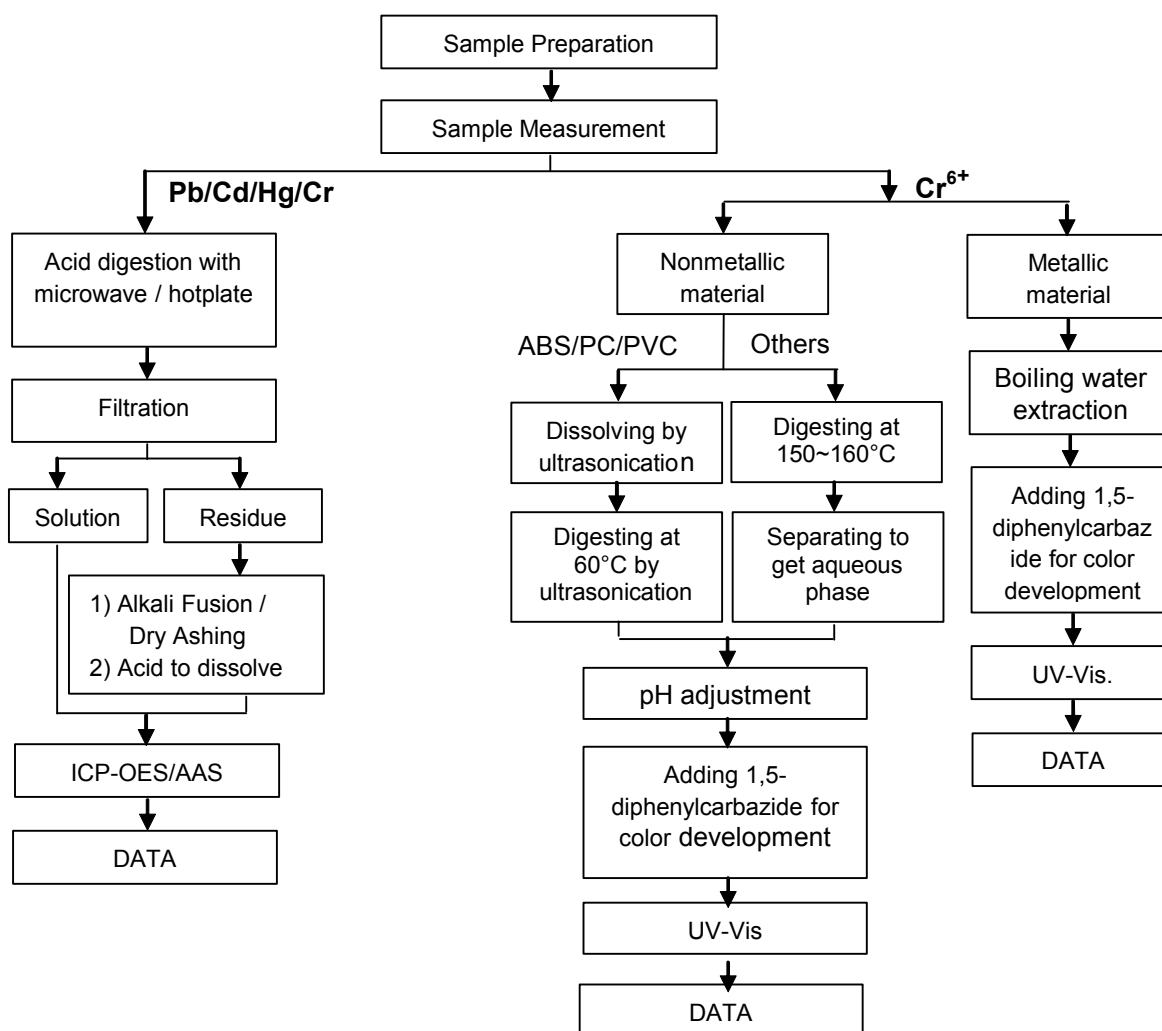 Sample Preparation
Sample Measurement
Pb/Cd/Hg/Cr
Acid digestion with
microwave / hotplate
Filtration
Solution
Residue
1) Alkali Fusion /
Dry Ashing
2) Acid to dissolve
ICP-OES/AAS
DATA
Cr⁶⁺
Nonmetallic
material
ABS/PC/PVC
Others
Dissolving by
ultrasonication
Digesting at
60°C by
ultrasonication
Digesting at
150~160°C
Separating to
get aqueous
phase
pH adjustment
Adding 1,5-
diphenylcarbazide for
color development
UV-Vis
DATA
Metallic
material
Boiling water
extraction
Adding 1,5-
diphenylcarbaz
ide for color
development
UV-Vis.
DATA